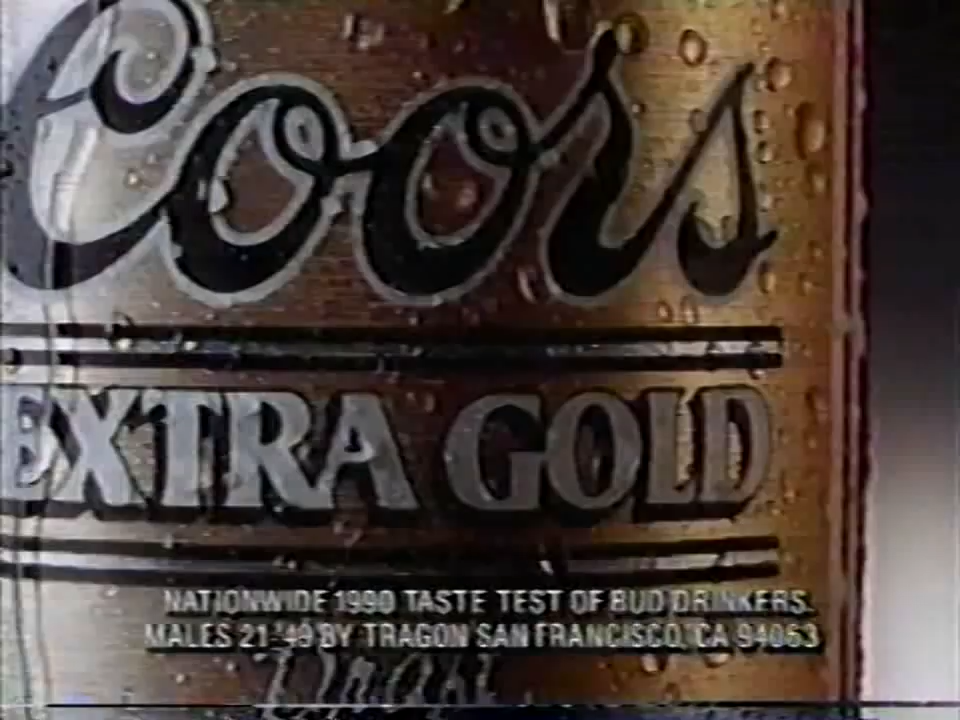 Coors
EXTRA GOLD
NATIONWIDE 1990 TASTE TEST OF BUD DRINKERS.
MALES 21-49 BY TRAGON SAN FRANCISCO, CA 94063
Draft